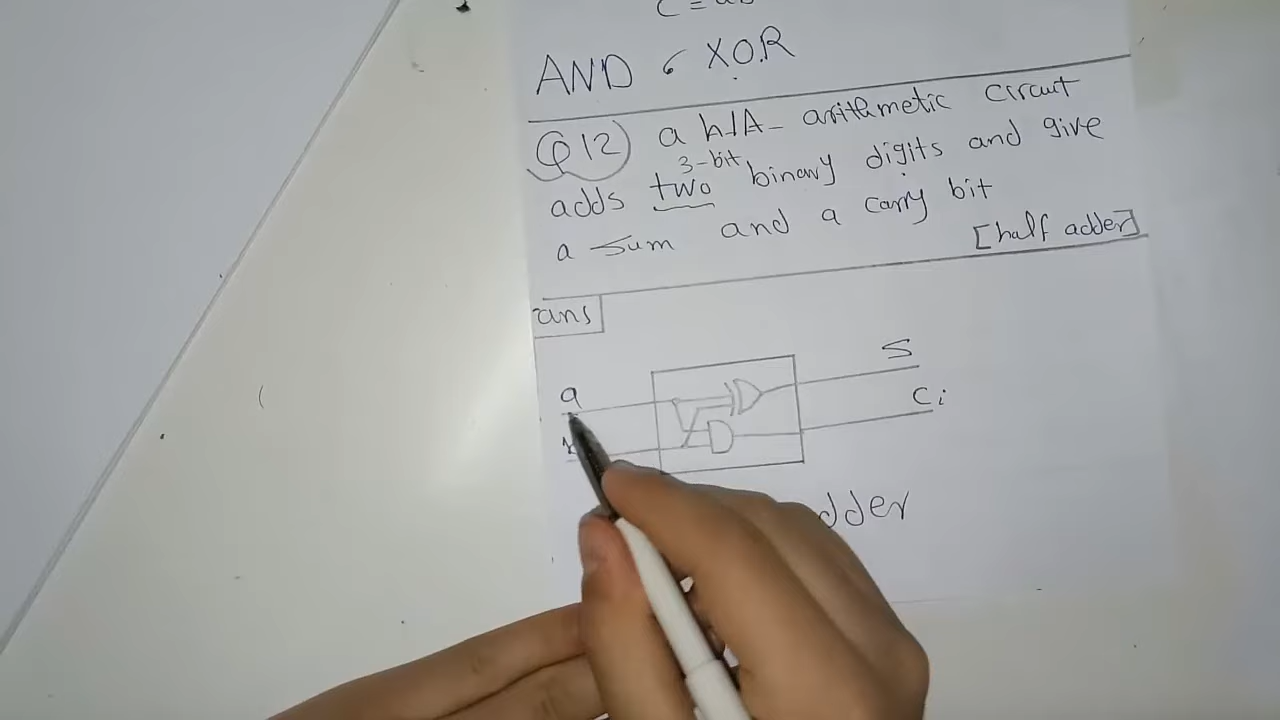 AND 6 XOR
Q12) a h/A - arithmetic circuit
3-bit
adds two binary digits and give
a sum and a carry bit
[half adder]
ans
a
S
Ci